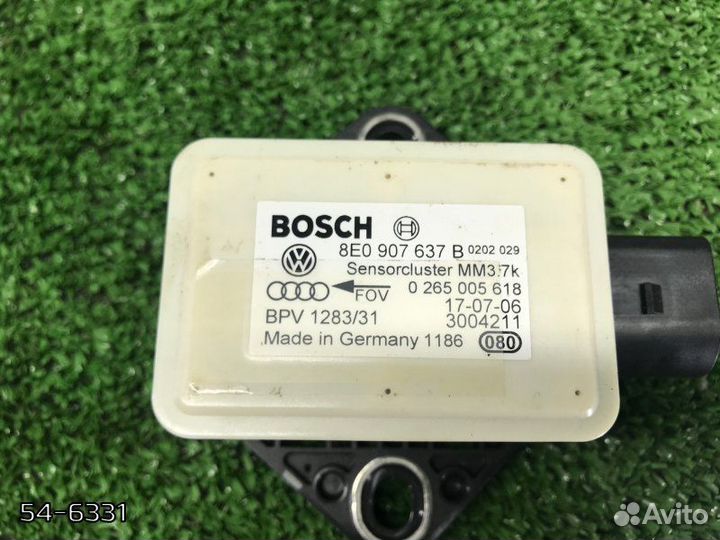 BOSCH
8E0 907 637 B 0202 029
Sensorcluster MM3.7k
FOV 0 265 005 618
BPV 1283/31 17-07-06
3004211
Made in Germany 1186 080
54-6331
Avito